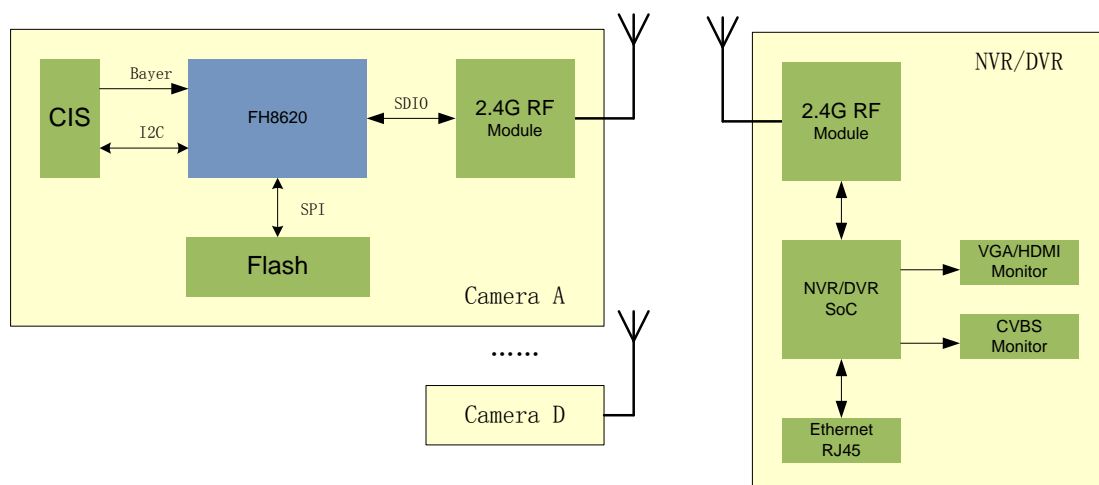 Bayer
CIS
I2C
FH8620
SDIO
2.4G RF
Module
SPI
Flash
Camera A
......
Camera D
NVR/DVR
2.4G RF
Module
NVR/DVR
SoC
VGA/HDMI
Monitor
CVBS
Monitor
Ethernet
RJ45